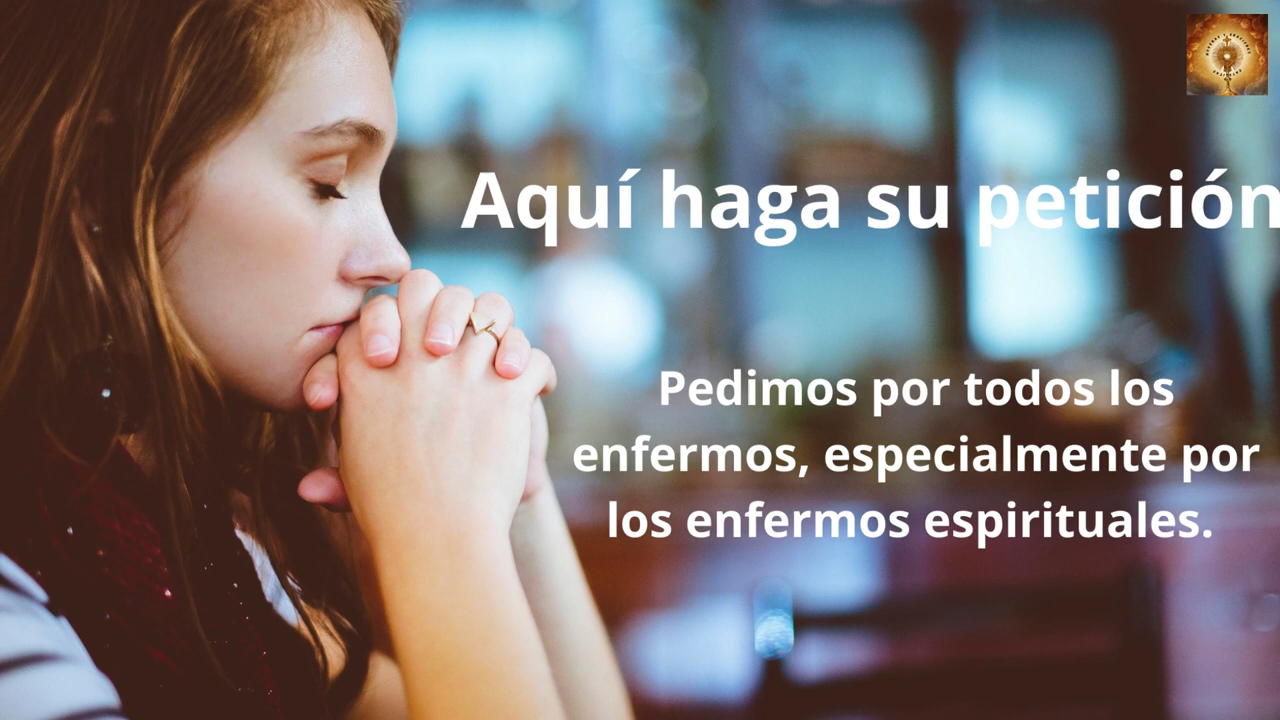 Aquí haga su petición
Pedimos por todos los
enfermos, especialmente por
los enfermos espirituales.